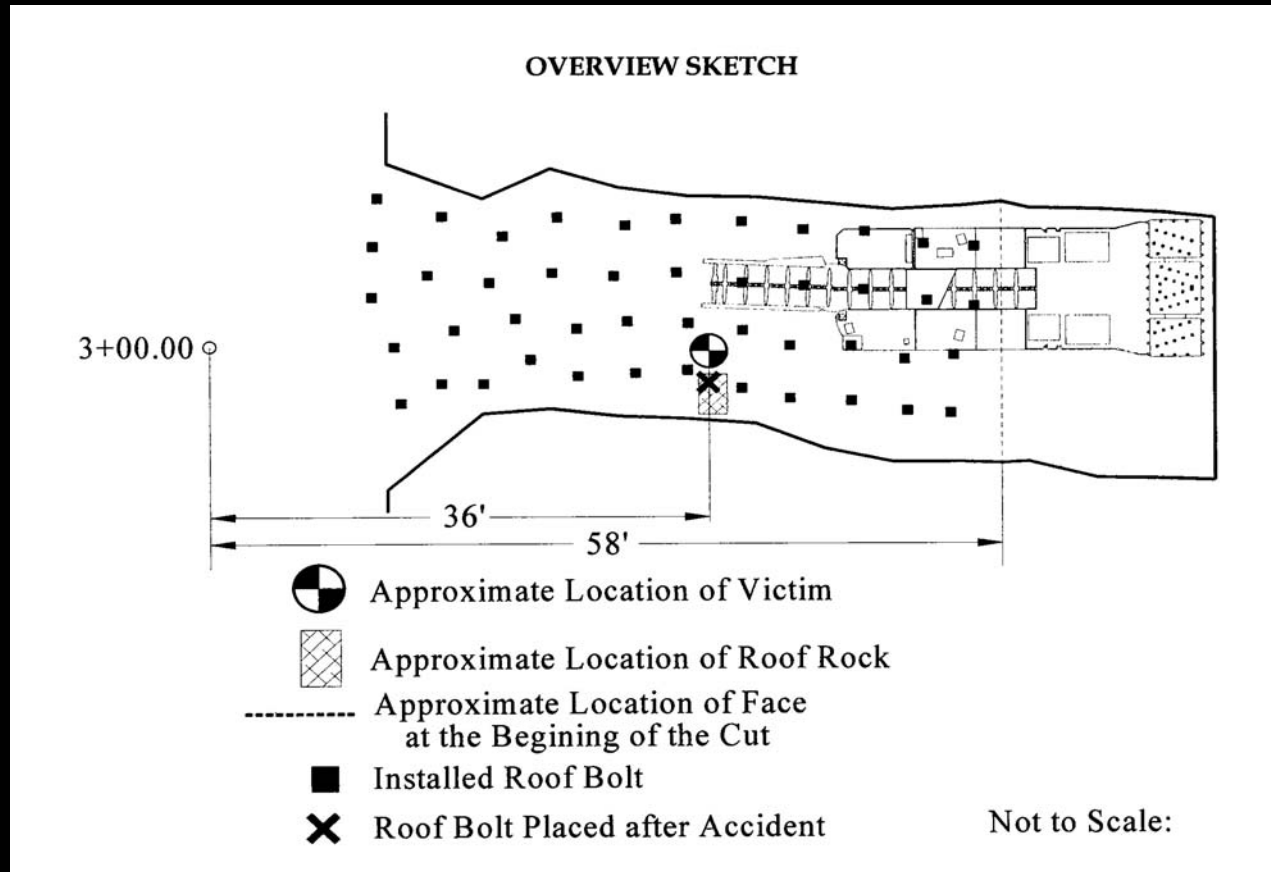 OVERVIEW SKETCH
3+00.00
36'
58'
Approximate Location of Victim
Approximate Location of Roof Rock
Approximate Location of Face
at the Begining of the Cut
Installed Roof Bolt
Roof Bolt Placed after Accident
Not to Scale: